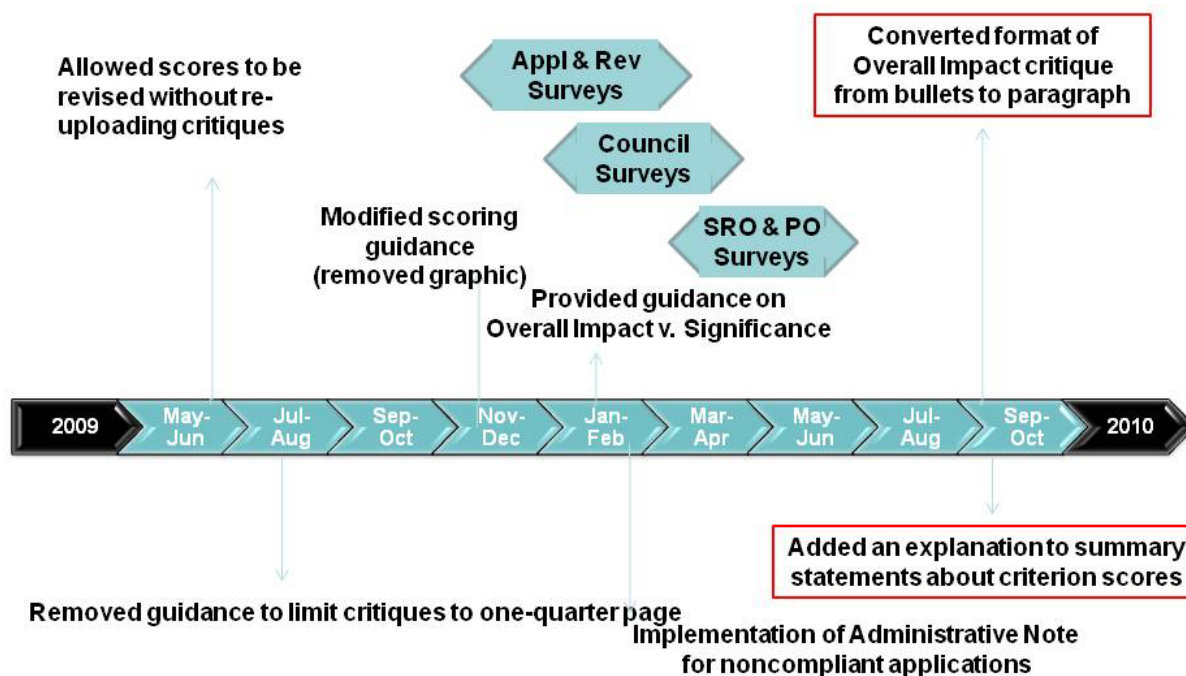 Allowed scores to be
revised without re-
uploading critiques
Appl & Rev
Surveys
Council
Surveys
SRO & PO
Surveys
Converted format of
Overall Impact critique
from bullets to paragraph
Modified scoring
guidance
(removed graphic)
Provided guidance on
Overall Impact v. Significance
2009
May-
Jun
Jul-
Aug
Sep-
Oct
Nov-
Dec
Jan-
Feb
Mar-
Apr
May-
Jun
Jul-
Aug
Sep-
Oct
2010
Removed guidance to limit critiques to one-quarter page
Implementation of Administrative Note
for noncompliant applications
Added an explanation to summary
statements about criterion scores